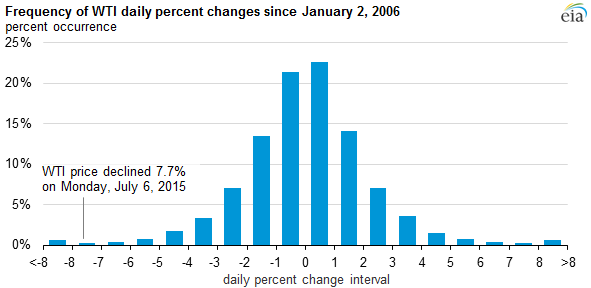 Frequency of WTI daily percent changes since January 2, 2006
percent occurrence
eia
25%
20%
15%
10%
5%
0%
WTI price declined 7.7%
on Monday, July 6, 2015
<-8 -8 -7 -6 -5 -4 -3 -2 -1 0 1 2 3 4 5 6 7 8 >8
daily percent change interval